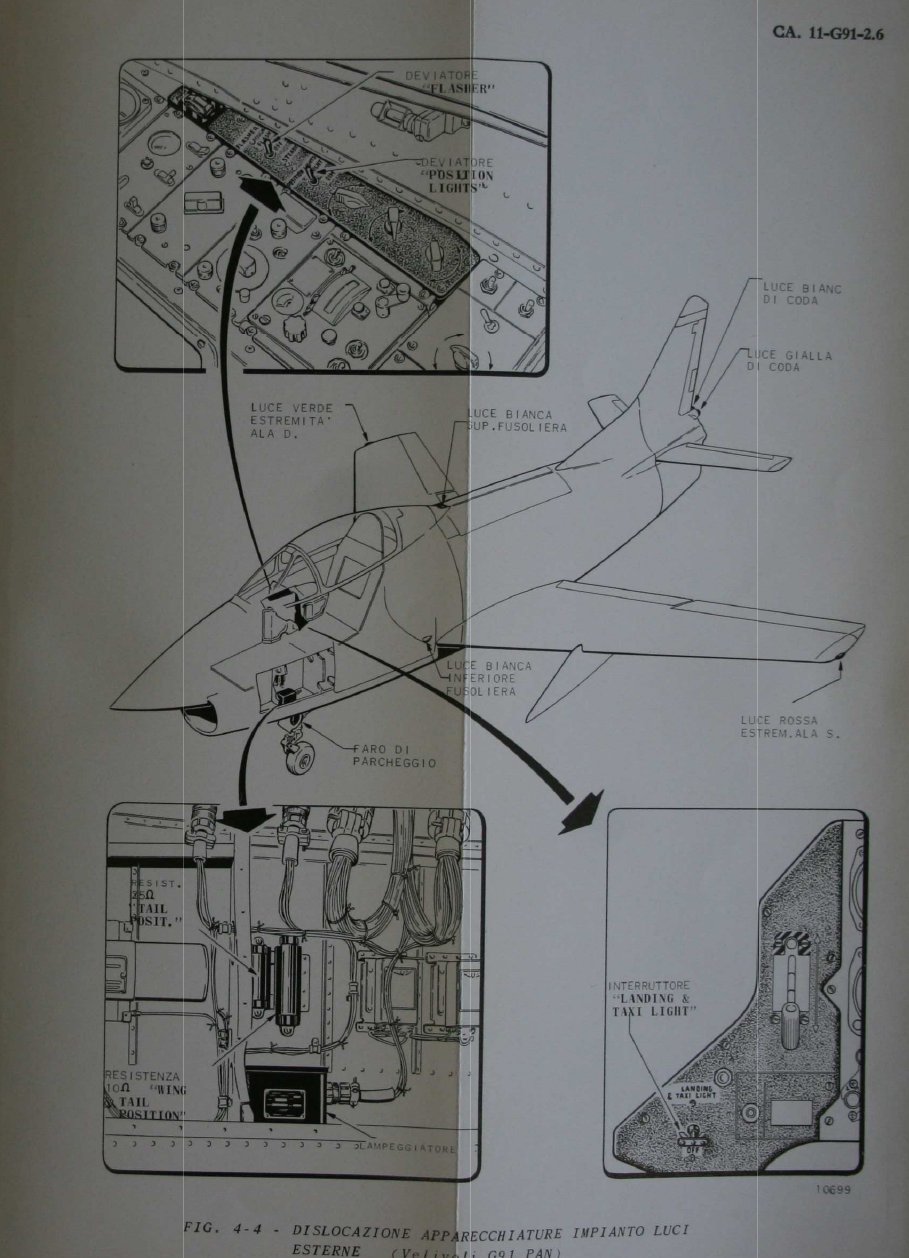 CA. 11-G91-2.6
DEVIATORE
"FLASHER"
DEVIATORE
"POSITION
LIGHTS"
LUCE BIANC
DI CODA
LUCE GIALLA
DI CODA
LUCE VERDE
ESTREMITA'
ALA D.
LUCE BIANCA
SUP.FUSOLIERA
LUCE BIANCA
INFERIORE
FUSOLIERA
LUCE ROSSA
ESTREM.ALA S.
FARO DI
PARCHEGGIO
RESIST.
75Ω
"TAIL
POSIT."
RESISTENZA
10Ω "WING
TAIL
POSITION"
LAMPEGGIATORE
INTERRUTTORE
"LANDING &
TAXI LIGHT"
LANDING
& TAXI LIGHT
OFF
10699
FIG. 4-4 - DISLOCAZIONE APPARECCHIATURE IMPIANTO LUCI
ESTERNE (Velivoli G91 PAN)